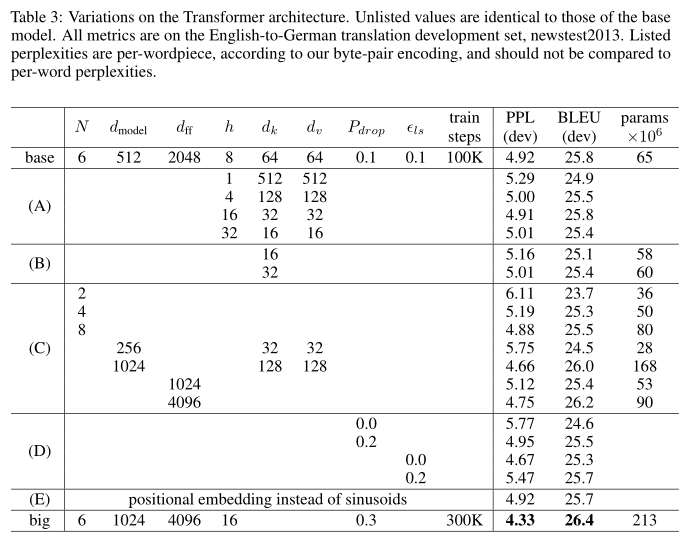 Table 3: Variations on the Transformer architecture. Unlisted values are identical to those of the base
model. All metrics are on the English-to-German translation development set, newstest2013. Listed
perplexities are per-wordpiece, according to our byte-pair encoding, and should not be compared to
per-word perplexities.
N d_model d_ff h d_k d_v P_drop ϵ_ls train steps PPL (dev) BLEU (dev) params ×10^6
base 6 512 2048 8 64 64 0.1 0.1 100K 4.92 25.8 65
(A)
1 512 512 5.29 24.9
4 128 128 5.00 25.5
16 32 32 4.91 25.8
32 16 16 5.01 25.4
(B)
16 5.16 25.1 58
32 5.01 25.4 60
(C)
2 6.11 23.7 36
4 5.19 25.3 50
8 4.88 25.5 80
256 32 32 5.75 24.5 28
1024 128 128 4.66 26.0 168
1024 5.12 25.4 53
4096 4.75 26.2 90
(D)
0.0 5.77 24.6
0.2 4.95 25.5
0.0 4.67 25.3
0.2 5.47 25.7
(E) positional embedding instead of sinusoids 4.92 25.7
big 6 1024 4096 16 0.3 300K 4.33 26.4 213